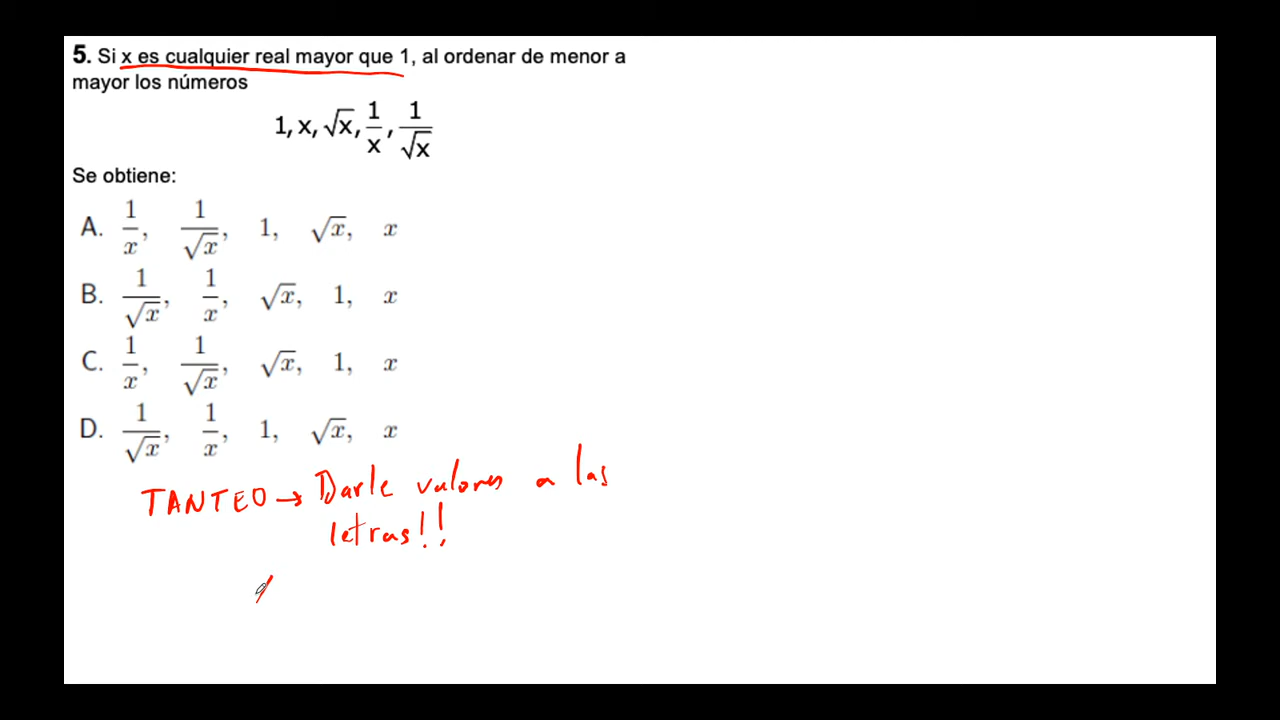 5. Si x es cualquier real mayor que 1, al ordenar de menor a
mayor los números
1, x, √x, 1/x, 1/√x
Se obtiene:
A. 1/x, 1/√x, 1, √x, x
B. 1/√x, 1/x, √x, 1, x
C. 1/x, 1/√x, √x, 1, x
D. 1/√x, 1/x, 1, √x, x
TANTEO → Darle valores a las
letras!!